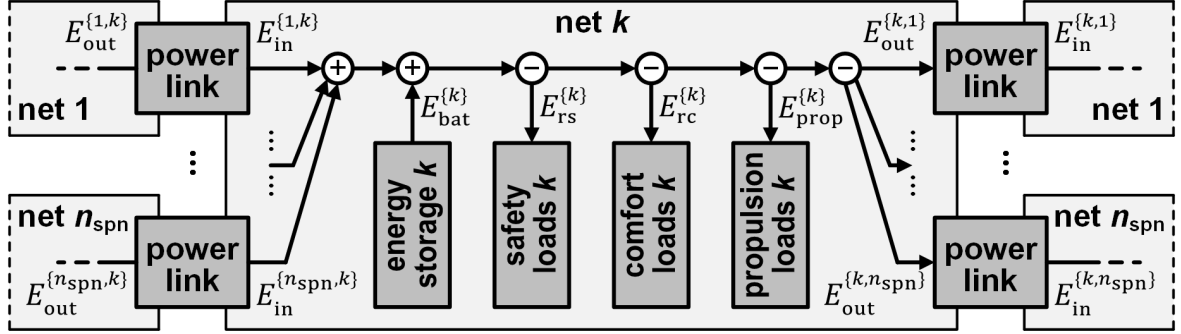 net k
E_out^{1,k}
power link
E_in^{1,k}
net 1
+
+
−
−
−
−
E_bat^{k}
E_rs^{k}
E_rc^{k}
E_prop^{k}
E_out^{k,1}
power link
E_in^{k,1}
net 1
energy storage k
safety loads k
comfort loads k
propulsion loads k
net n_spn
power link
E_out^{n_spn,k}
E_in^{n_spn,k}
E_out^{k,n_spn}
power link
net n_spn
E_in^{k,n_spn}